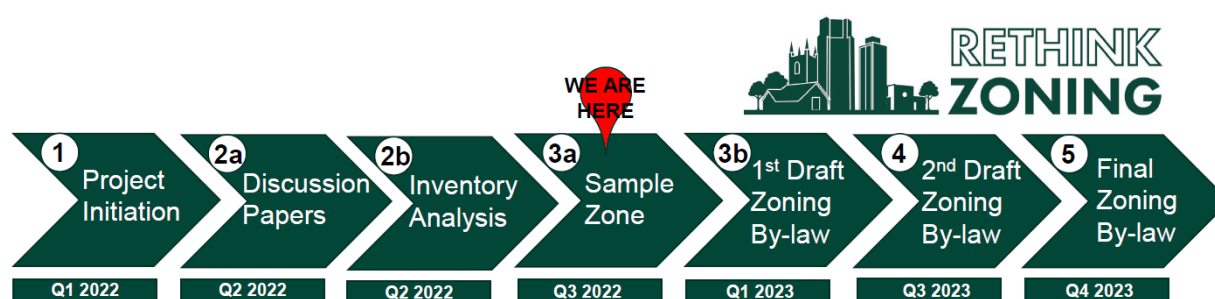 RETHINK
ZONING
WE ARE
HERE
1
Project
Initiation
2a
Discussion
Papers
2b
Inventory
Analysis
3a
Sample
Zone
3b
1st Draft
Zoning
By-law
4
2nd Draft
Zoning
By-law
5
Final
Zoning
By-law
Q1 2022
Q2 2022
Q2 2022
Q3 2022
Q1 2023
Q3 2023
Q4 2023